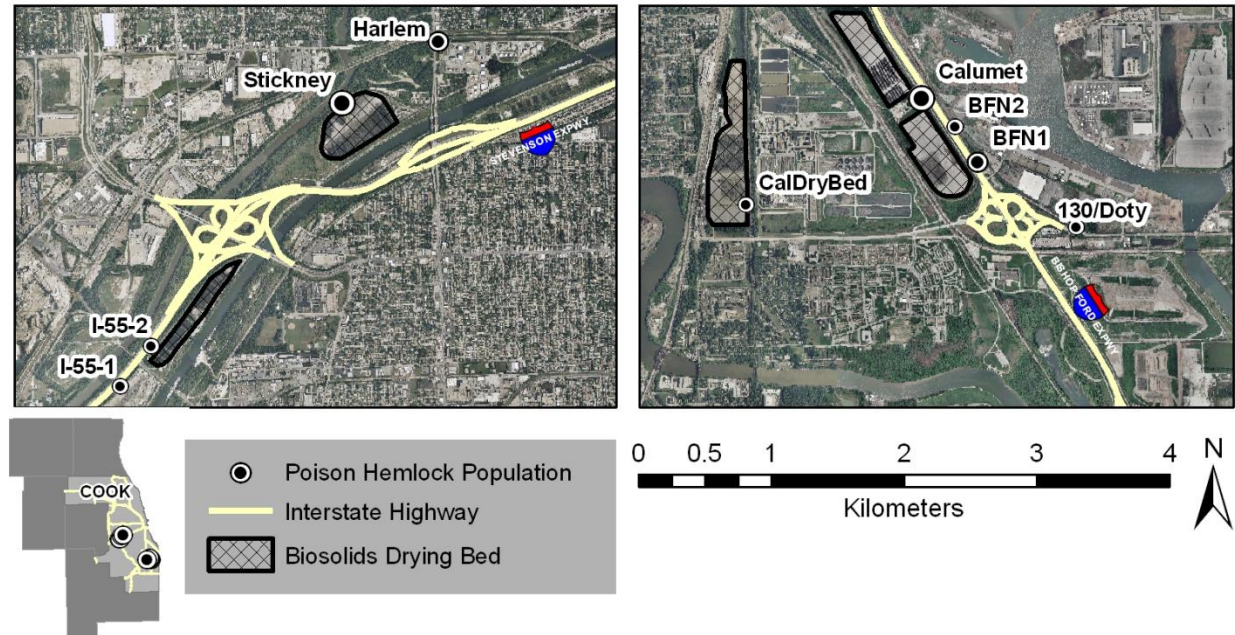 Harlem
Stickney
STEVENSON EXPWY
I-55-2
I-55-1
Calumet
BFN2
BFN1
CalDryBed
130/Doty
BISHOP FORD EXPWY
COOK
Poison Hemlock Population
Interstate Highway
Biosolids Drying Bed
0 0.5 1 2 3 4
Kilometers
N